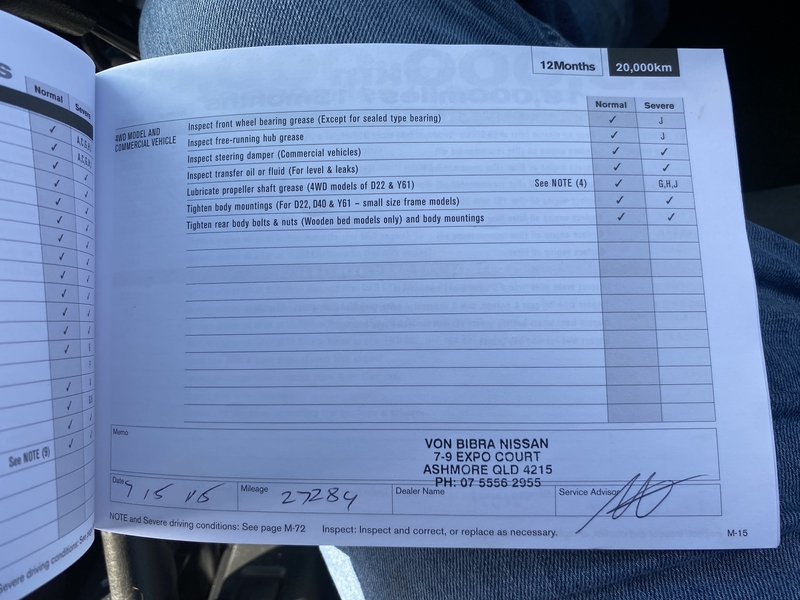 12Months 20,000km
Normal Severe
4WD MODEL AND
COMMERCIAL VEHICLE
Inspect front wheel bearing grease (Except for sealed type bearing) ✓ J
Inspect free-running hub grease ✓ J
Inspect steering damper (Commercial vehicles) ✓ ✓
Inspect transfer oil or fluid (For level & leaks) ✓ ✓
Lubricate propeller shaft grease (4WD models of D22 & Y61) See NOTE (4) ✓ G,H,J
Tighten body mountings (For D22, D40 & Y61 – small size frame models) ✓ ✓
Tighten rear body bolts & nuts (Wooden bed models only) and body mountings ✓ ✓
Memo
VON BIBRA NISSAN
7-9 EXPO COURT
ASHMORE QLD 4215
PH: 07 5556 2955
Date
Mileage 27284
Dealer Name
Service Advisor
NOTE and Severe driving conditions: See page M-72 Inspect: Inspect and correct, or replace as necessary.
M-15
Normal
See NOTE (9)
Severe driving conditions: